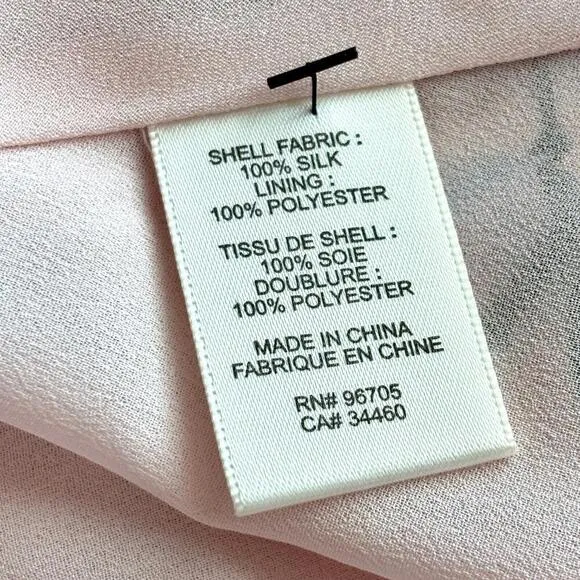 SHELL FABRIC :
100% SILK
LINING :
100% POLYESTER
TISSU DE SHELL :
100% SOIE
DOUBLURE :
100% POLYESTER
MADE IN CHINA
FABRIQUE EN CHINE
RN# 96705
CA# 34460